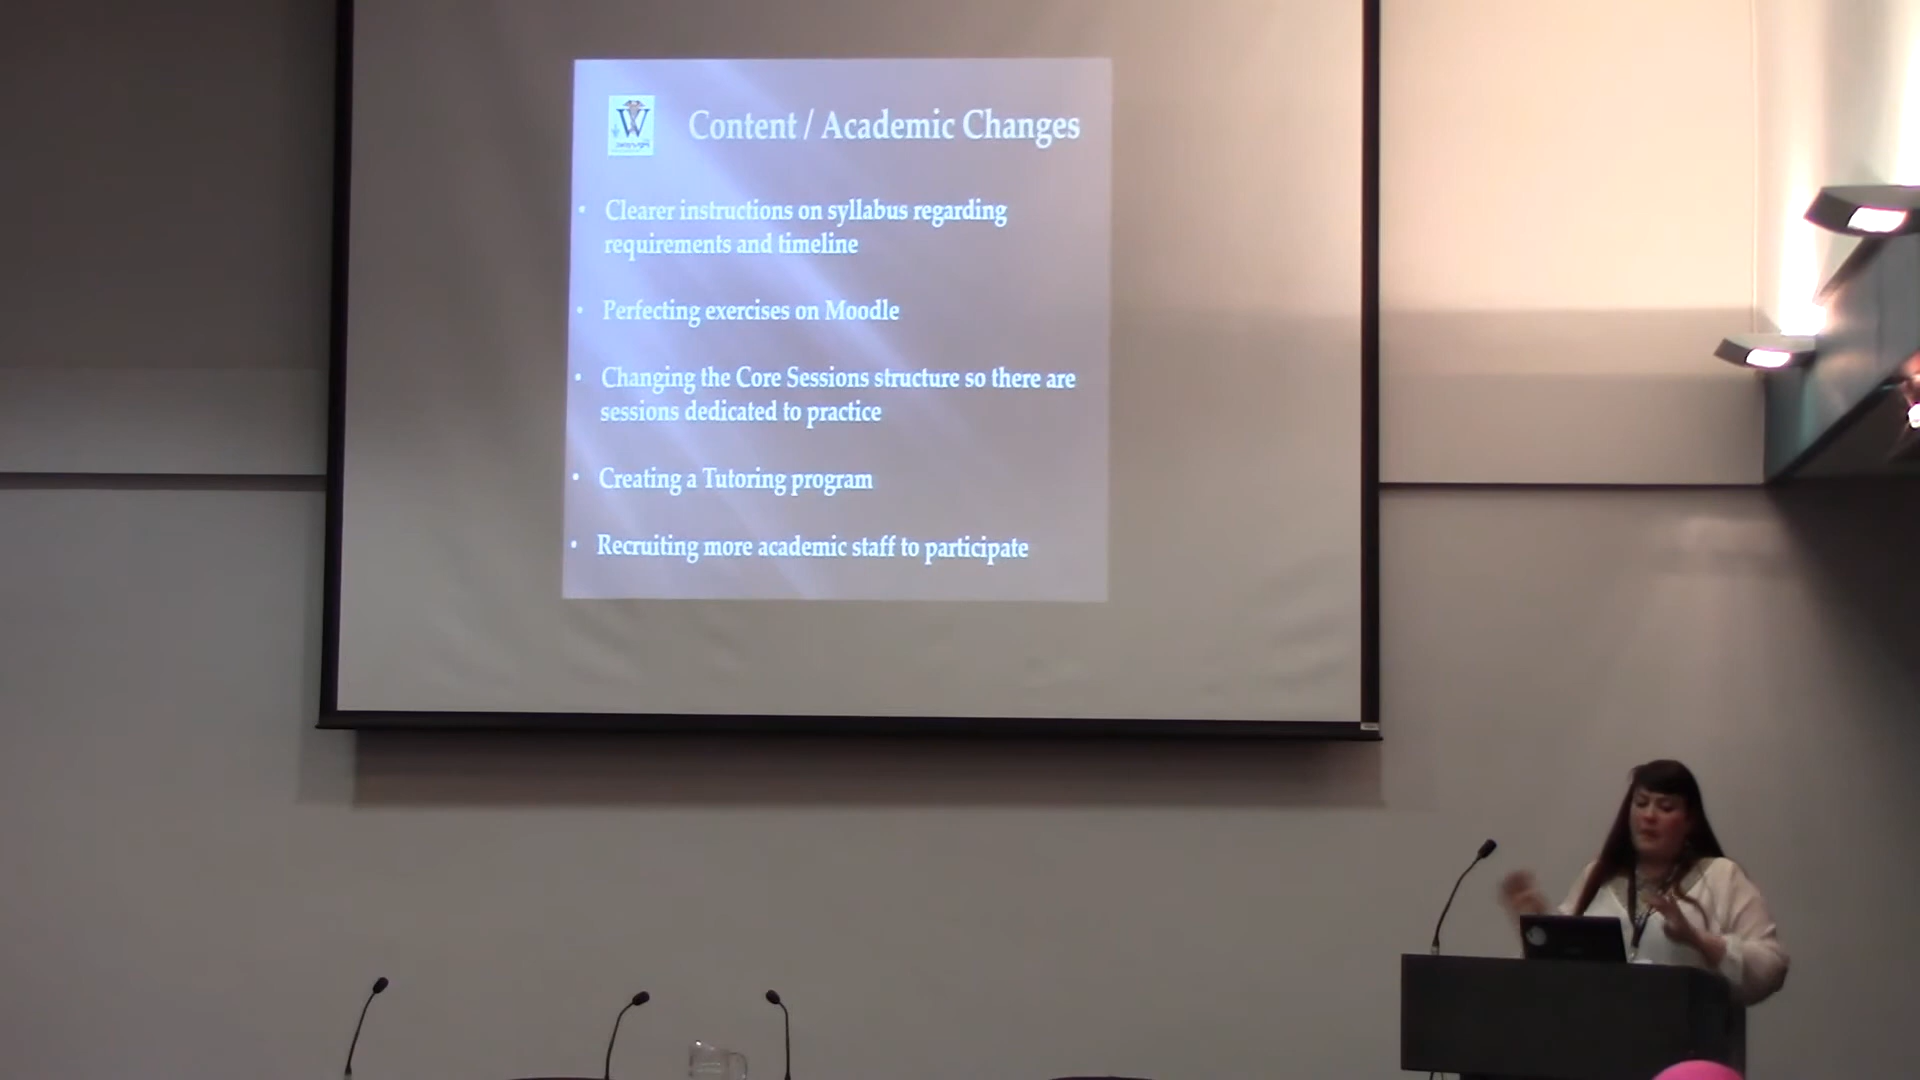 W
Content / Academic Changes
• Clearer instructions on syllabus regarding
requirements and timeline
• Perfecting exercises on Moodle
• Changing the Core Sessions structure so there are
sessions dedicated to practice
• Creating a Tutoring program
• Recruiting more academic staff to participate